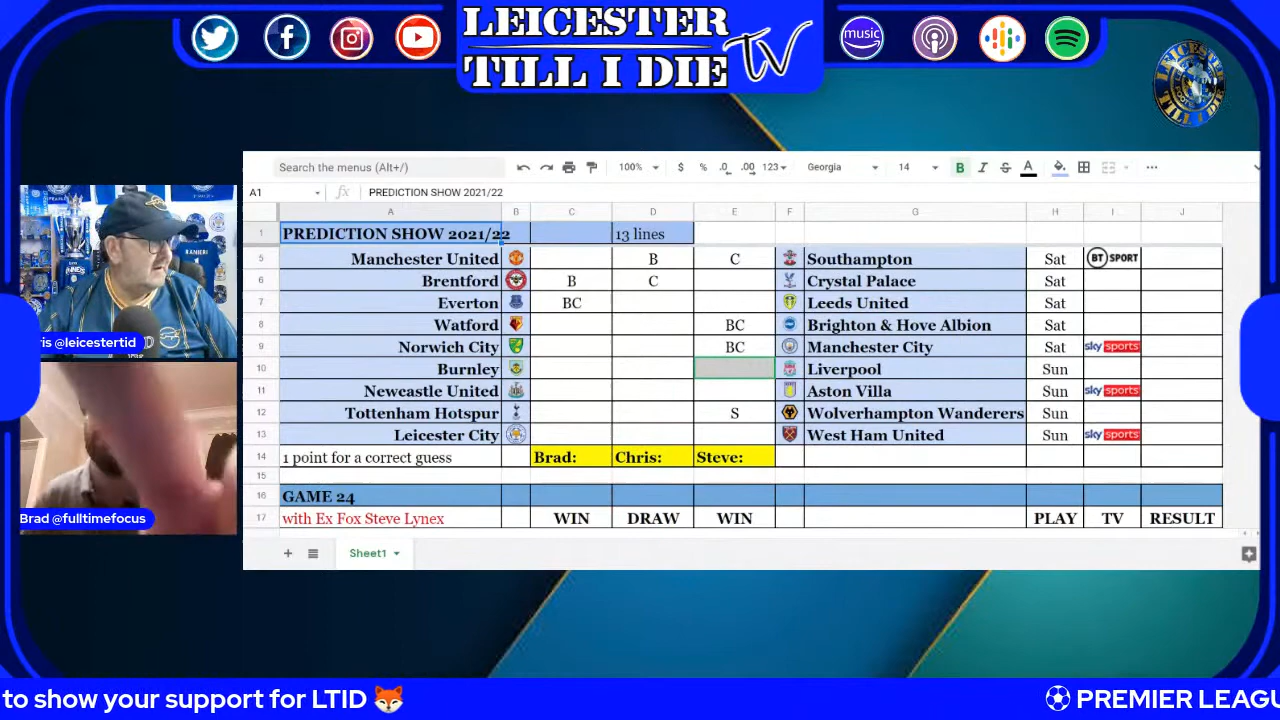 LEICESTER
TILL I DIE TV
music
LEICESTER
TILL I DIE
Search the menus (Alt+/)
100%
$ % .0 .00 123
Georgia
14
B I S A
A1
fx
PREDICTION SHOW 2021/22
A B C D E F G H I J
1 PREDICTION SHOW 2021/22 13 lines
5 Manchester United B C Southampton Sat BT SPORT
6 Brentford B C Crystal Palace Sat
7 Everton BC Leeds United Sat
8 Watford BC Brighton & Hove Albion Sat
9 Norwich City BC Manchester City Sat sky sports
10 Burnley Liverpool Sun
11 Newcastle United Aston Villa Sun sky sports
12 Tottenham Hotspur S Wolverhampton Wanderers Sun
13 Leicester City West Ham United Sun sky sports
14 1 point for a correct guess Brad: Chris: Steve:
15
16 GAME 24
17 with Ex Fox Steve Lynex WIN DRAW WIN PLAY TV RESULT
Sheet1
RANIERI
ris @leicestertid
Brad @fulltimefocus
to show your support for LTID 🦊
⚽ PREMIER LEAGU